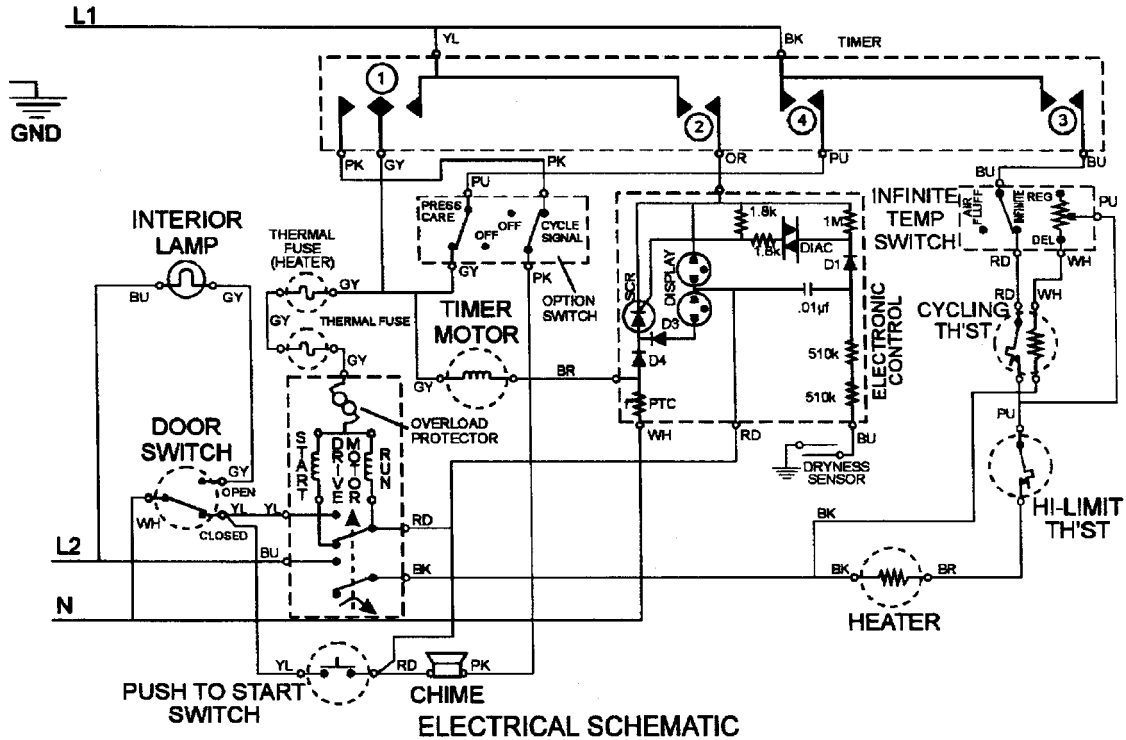 L1
YL
BK
TIMER
1
2
4
3
GND
PK
GY
PK
OR
PU
BU
BU
PU
INTERIOR
LAMP
THERMAL
FUSE
(HEATER)
PRESS
CARE
OFF
OFF
CYCLE
SIGNAL
1.8k
1.8k
1M
DIAC
D1
INFINITE
TEMP
SWITCH
AIR
FLUFF
INFINITE
REG
DEL
PU
BU
GY
GY
GY
PK
OPTION
SWITCH
SCR
DISPLAY
RD
WH
GY
THERMAL FUSE
TIMER
MOTOR
D3
.01µf
ELECTRONIC
CONTROL
CYCLING
TH'ST
RD
WH
GY
GY
BR
D4
510k
510k
PTC
DOOR
SWITCH
OVERLOAD
PROTECTOR
START
DRIVE
MOTOR
RUN
WH
RD
BU
DRYNESS
SENSOR
PU
GY
OPEN
WH
YL
YL
CLOSED
RD
BK
HI-LIMIT
TH'ST
L2
BU
BK
BK
BR
N
HEATER
YL
RD
PK
PUSH TO START
SWITCH
CHIME
ELECTRICAL SCHEMATIC